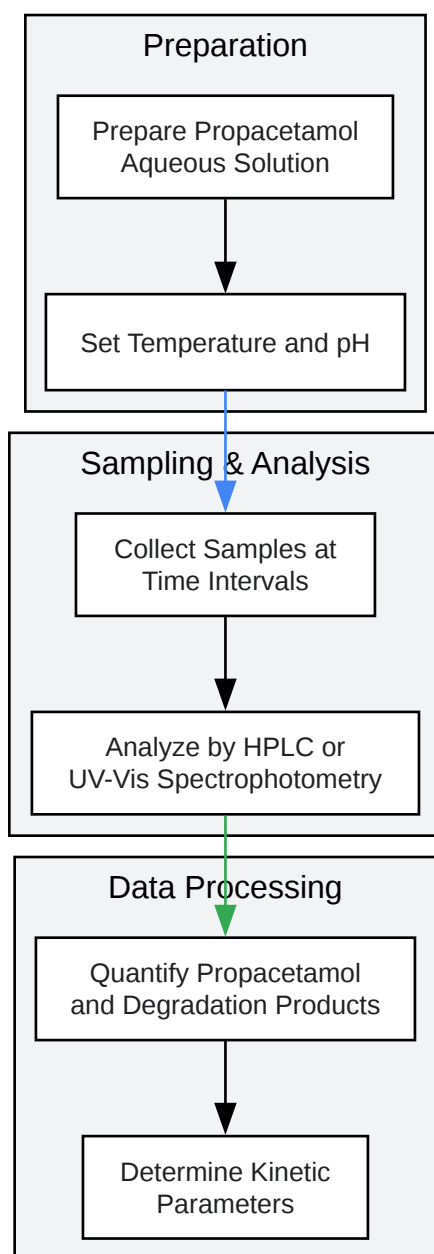 Preparation
Prepare Propacetamol
Aqueous Solution
Set Temperature and pH
Sampling & Analysis
Collect Samples at
Time Intervals
Analyze by HPLC or
UV-Vis Spectrophotometry
Data Processing
Quantify Propacetamol
and Degradation Products
Determine Kinetic
Parameters